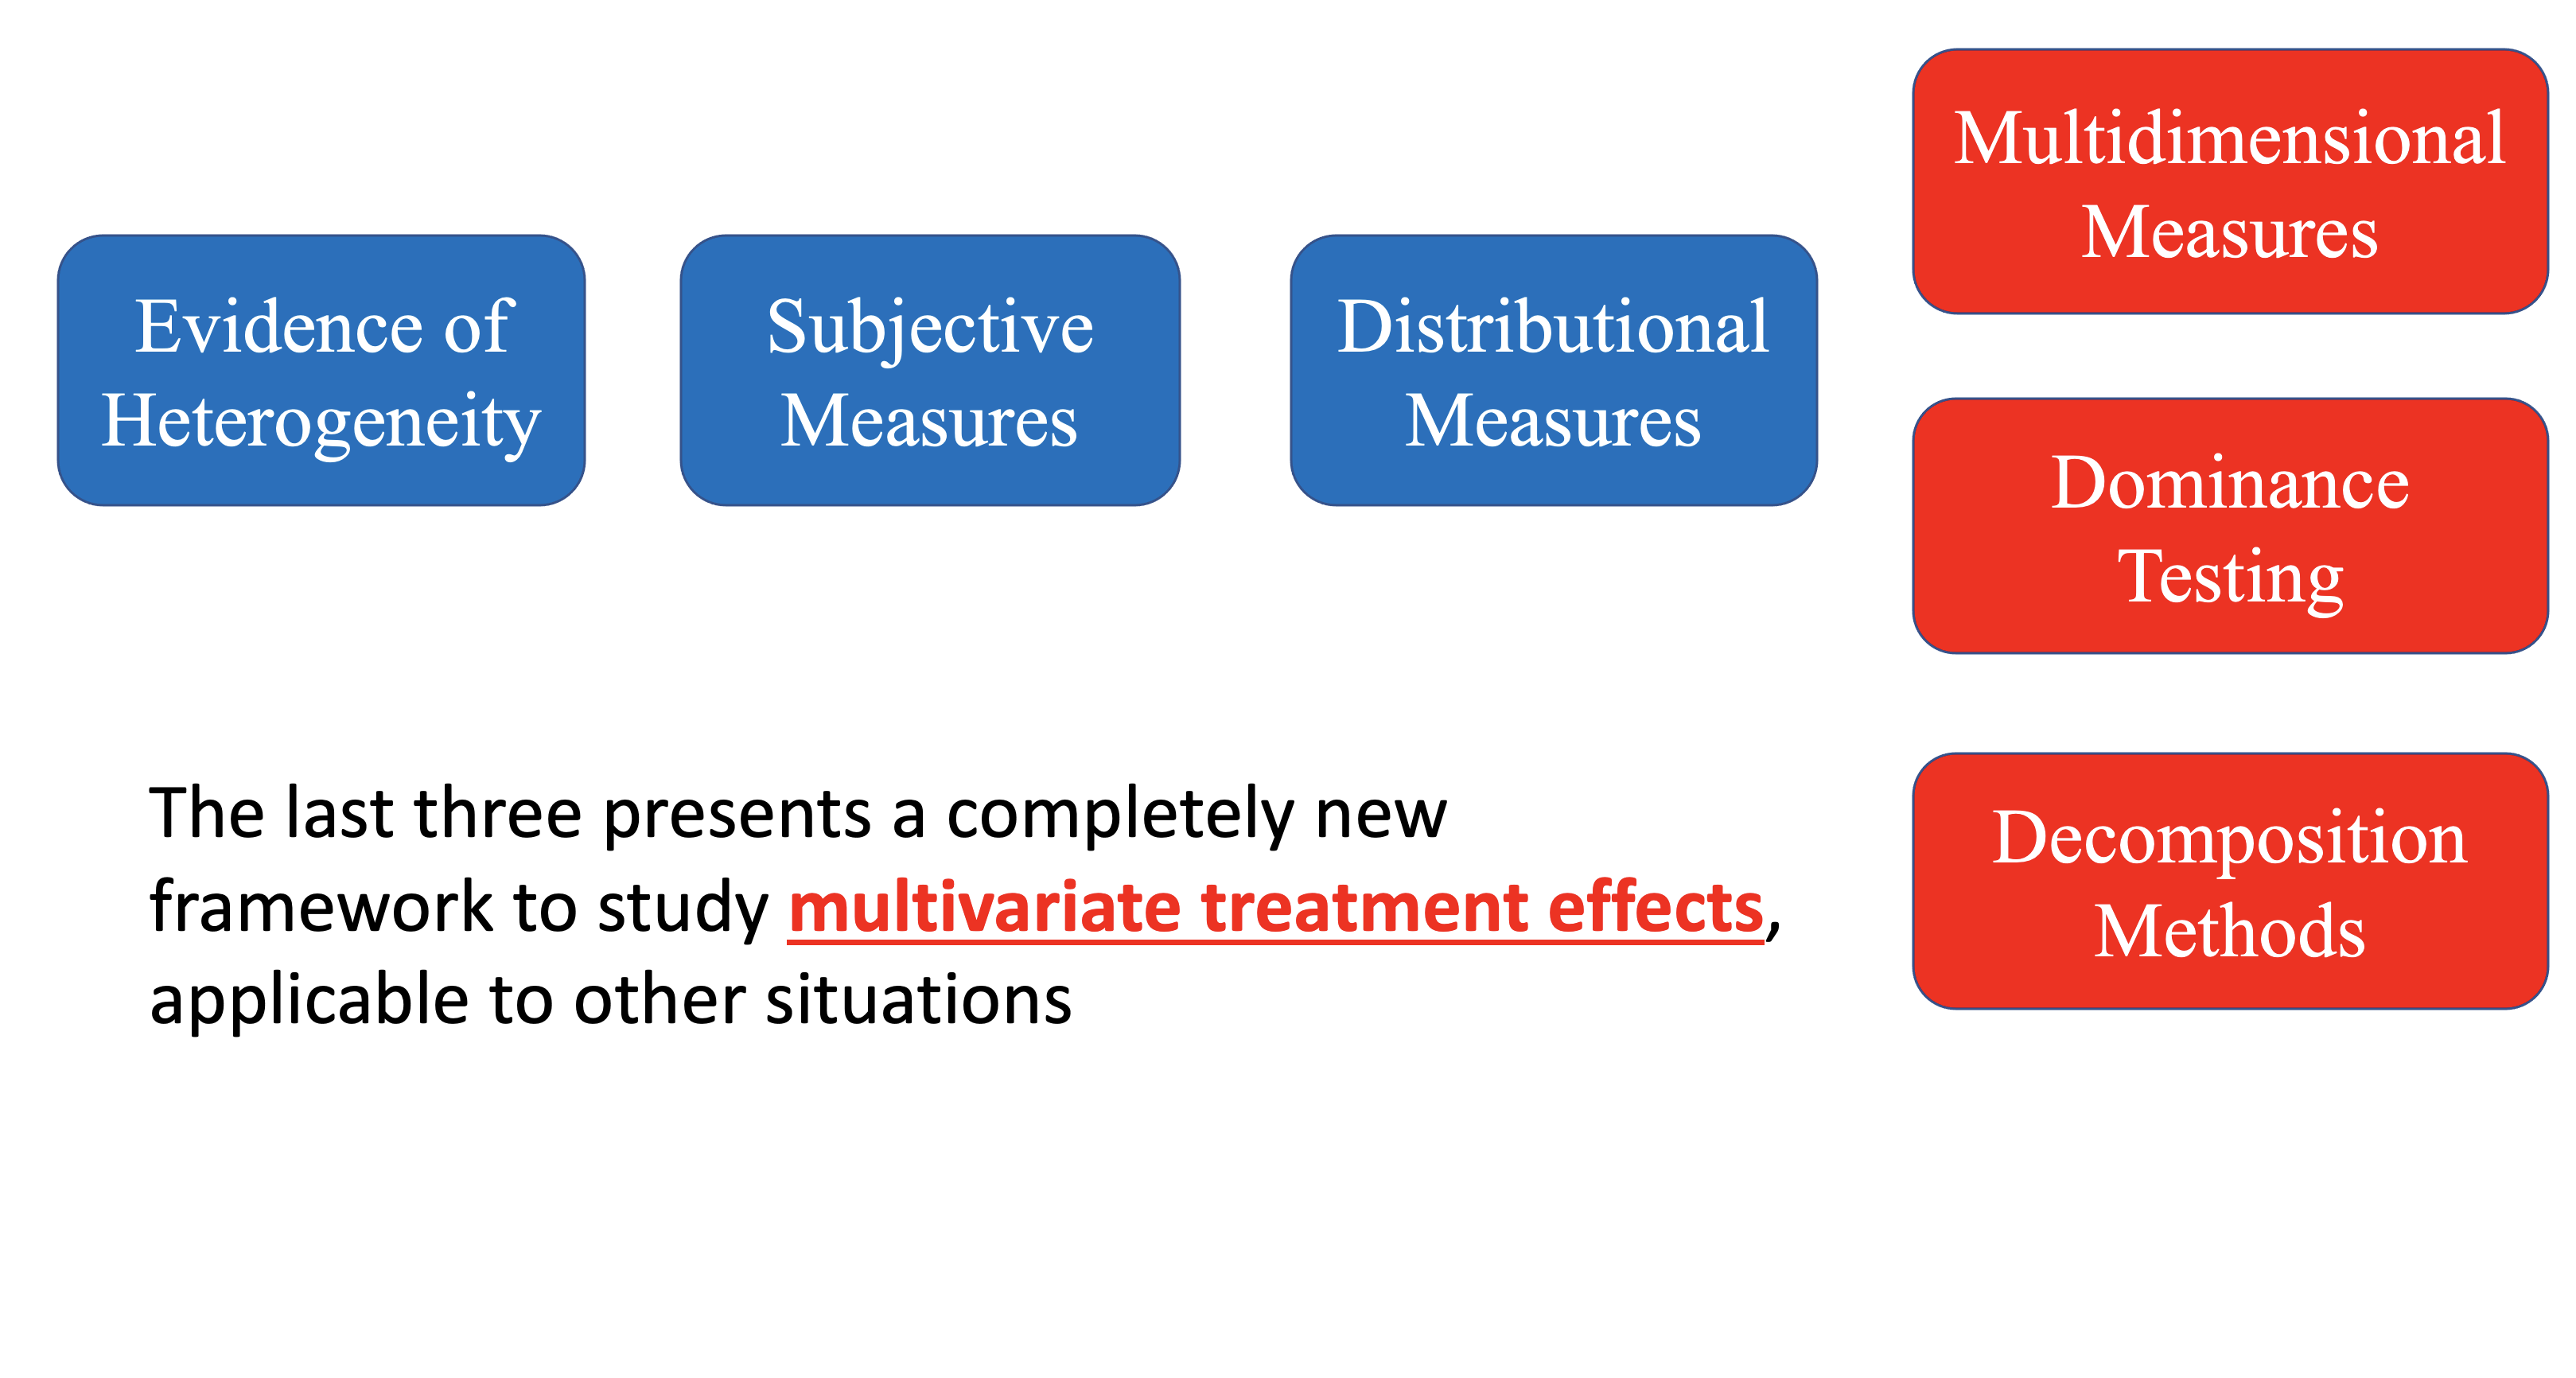 Evidence of
Heterogeneity
Subjective
Measures
Distributional
Measures
Multidimensional
Measures
Dominance
Testing
Decomposition
Methods
The last three presents a completely new
framework to study multivariate treatment effects,
applicable to other situations